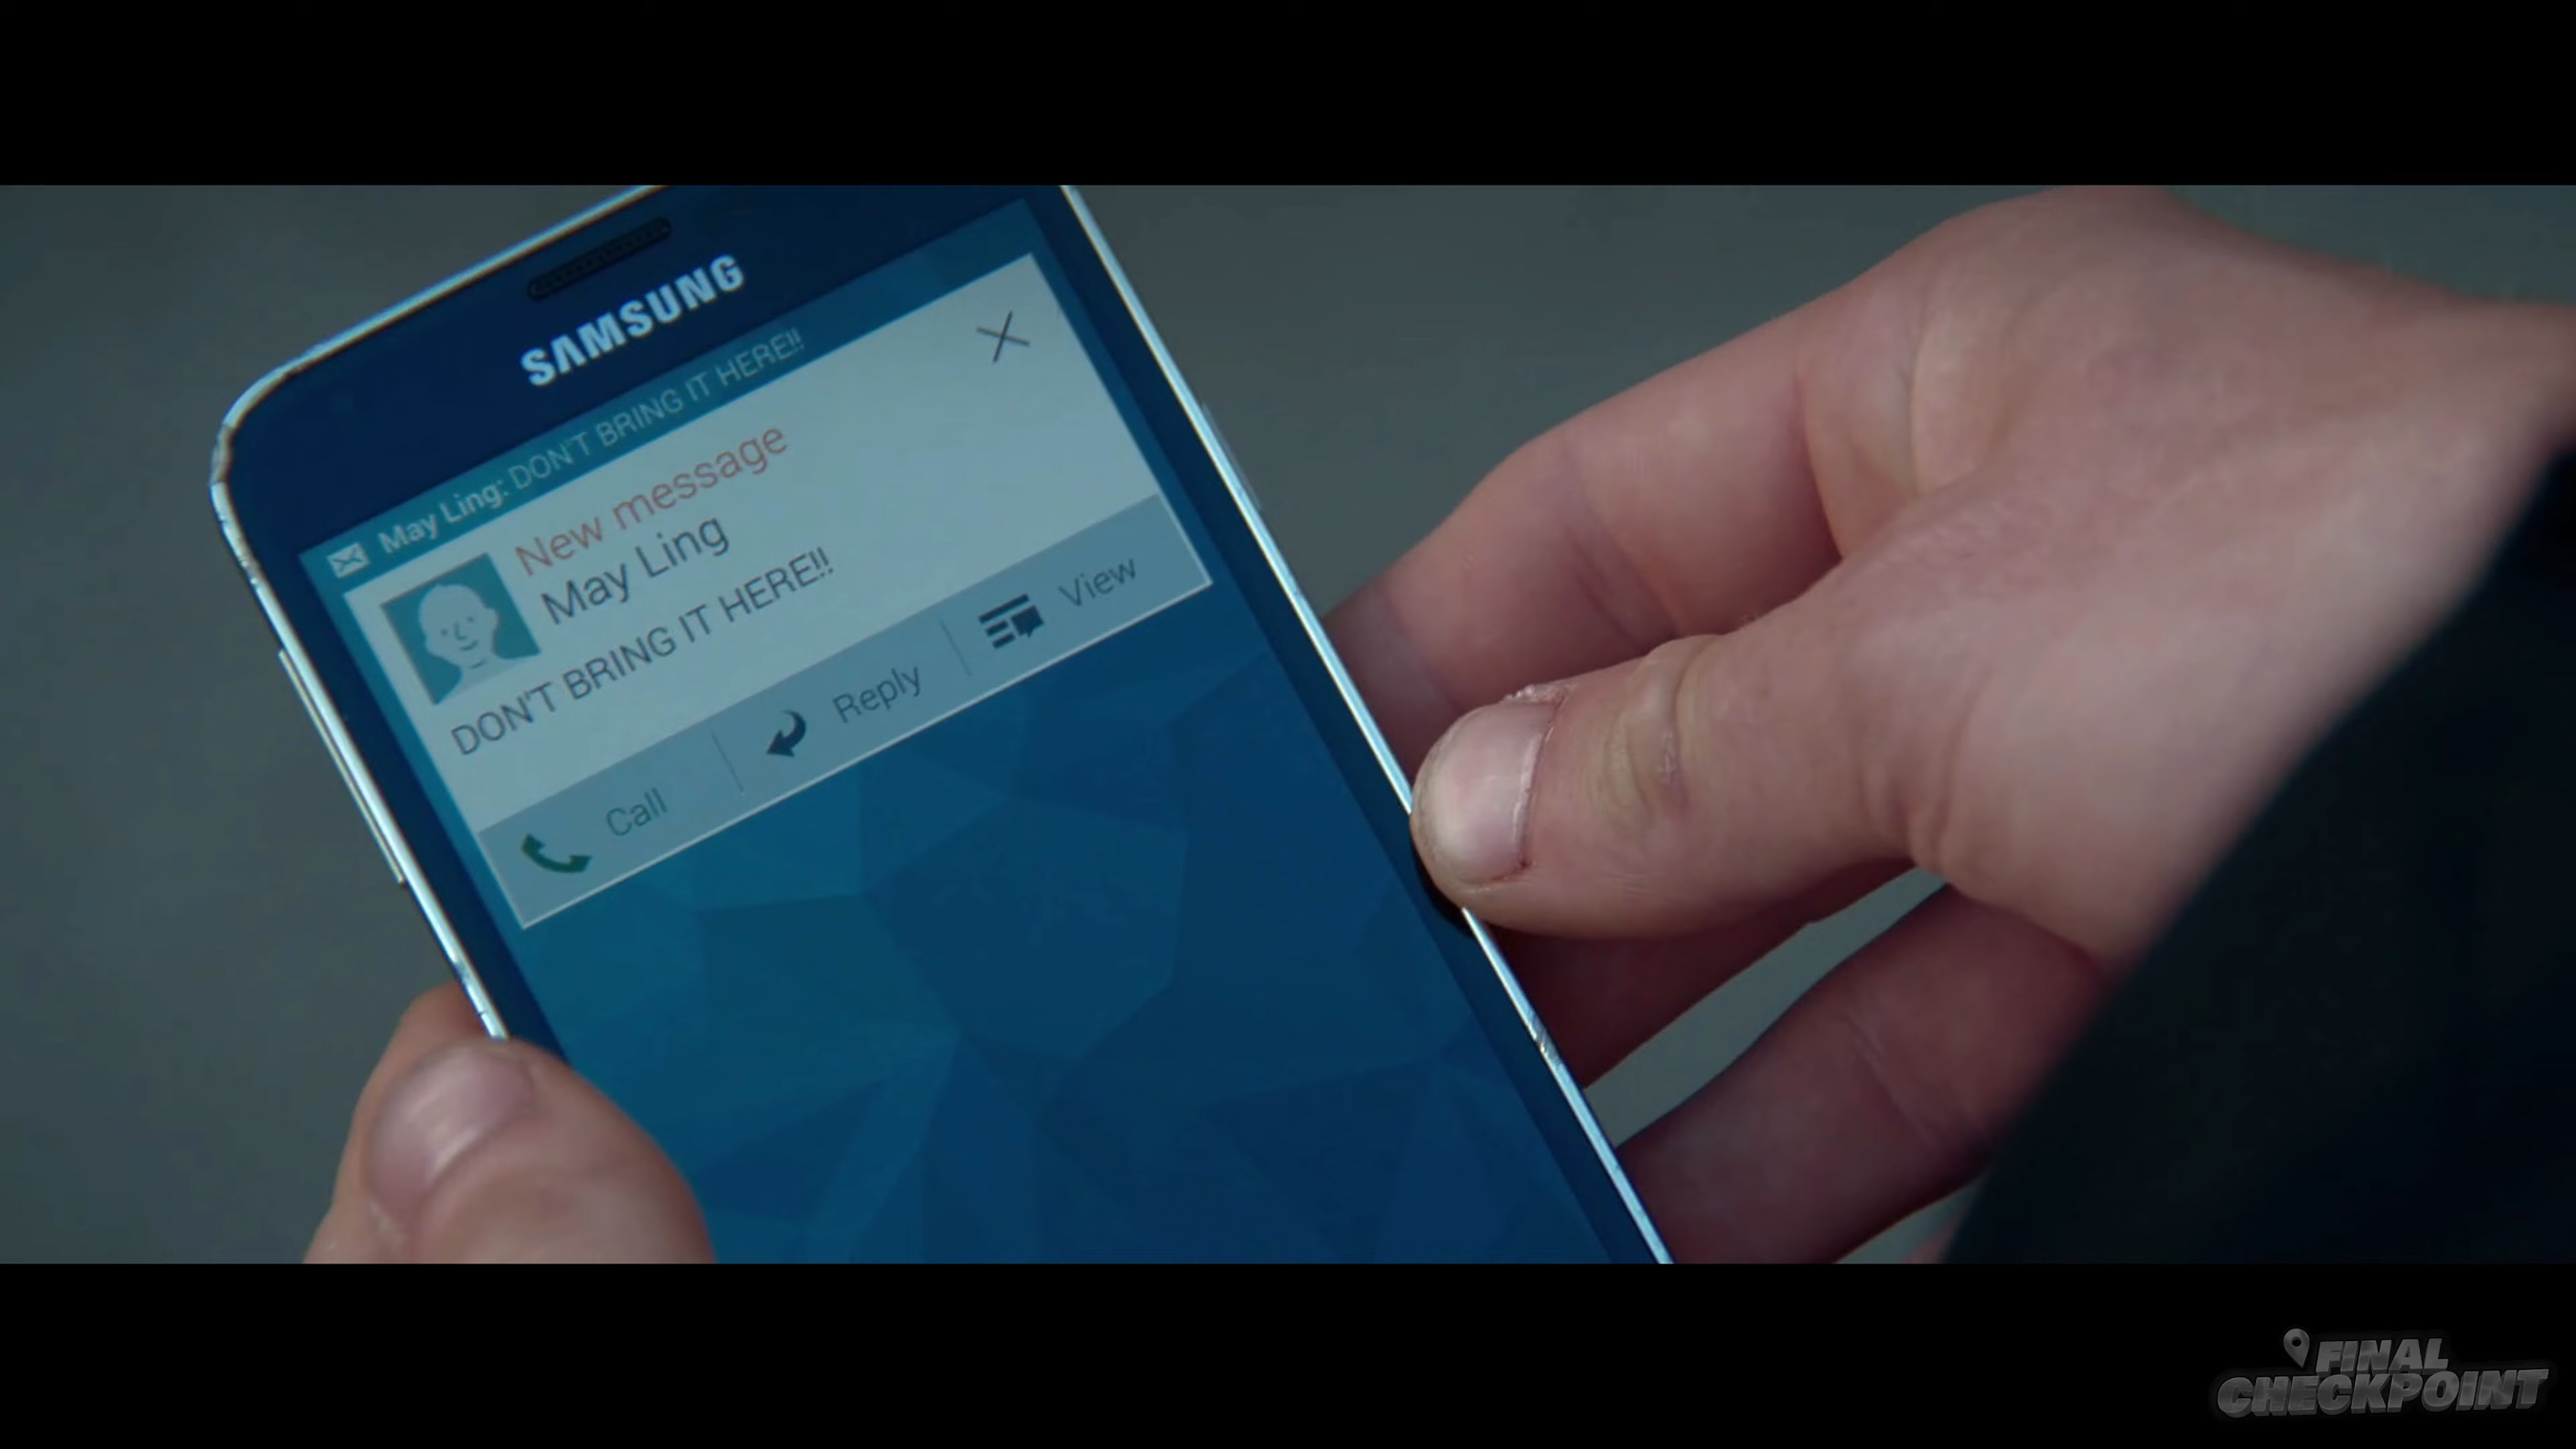 SAMSUNG
May Ling: DON'T BRING IT HERE!!
New message
May Ling
DON'T BRING IT HERE!!
Call
Reply
View
FINAL
CHECKPOINT